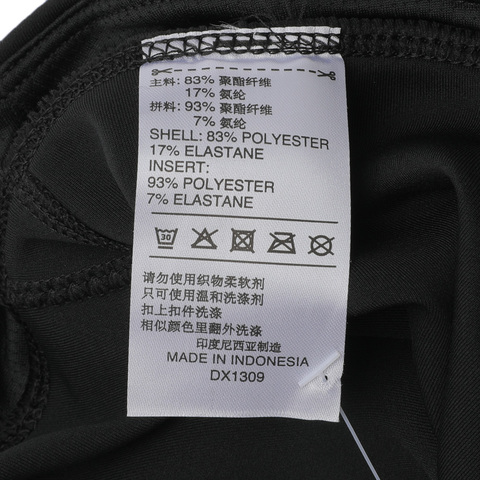 主料: 83% 聚酯纤维
17% 氨纶
拼料: 93% 聚酯纤维
7% 氨纶
SHELL: 83% POLYESTER
17% ELASTANE
INSERT:
93% POLYESTER
7% ELASTANE
30
请勿使用织物柔软剂
只可使用温和洗涤剂
扣上扣件洗涤
相似颜色里翻外洗涤
印度尼西亚制造
MADE IN INDONESIA
DX1309